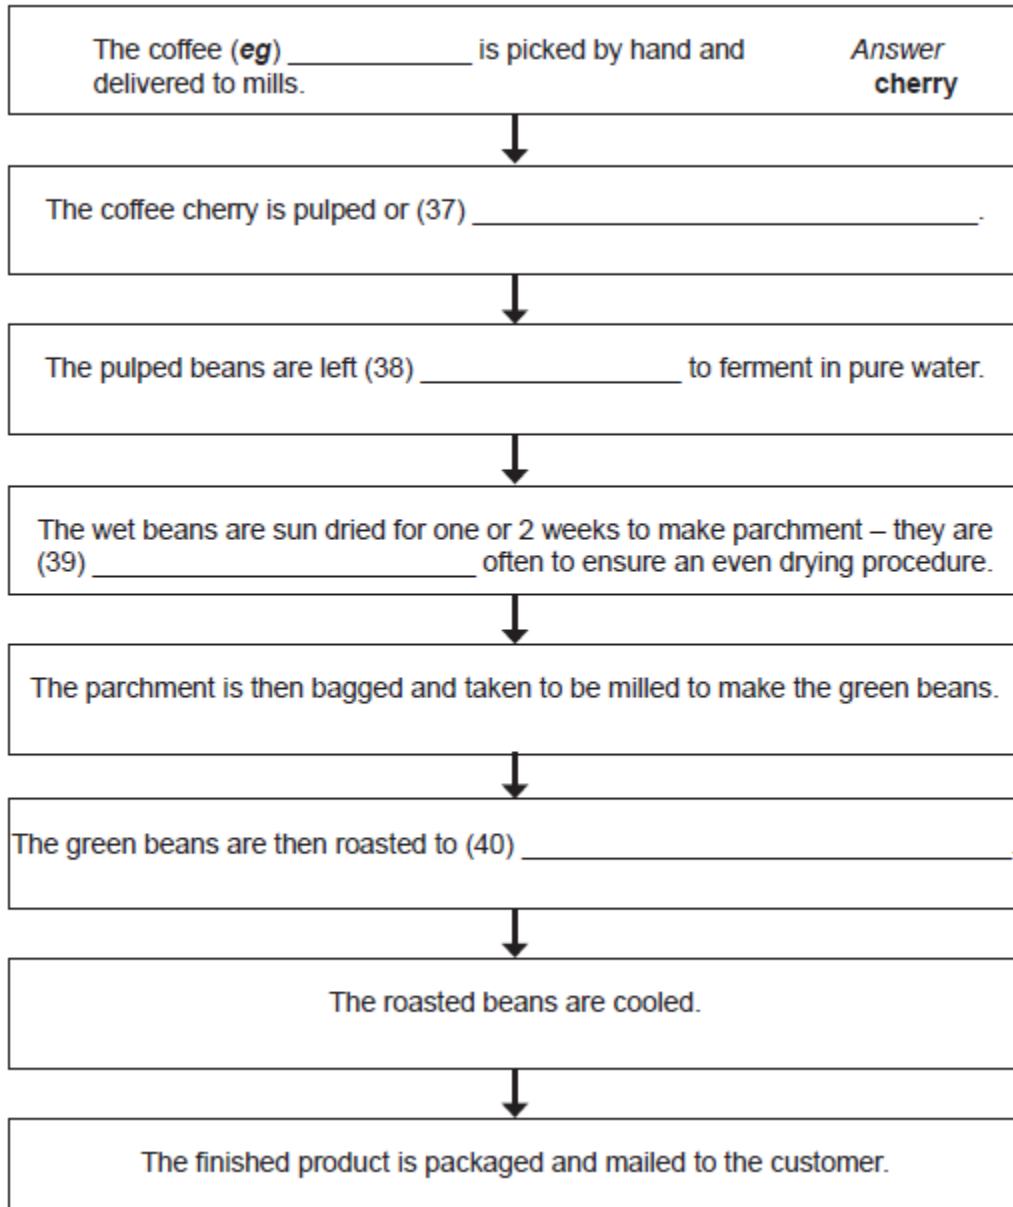 The coffee (eg) ____________ is picked by hand and
delivered to mills.
Answer
cherry
The coffee cherry is pulped or (37) _________________________________.
The pulped beans are left (38) _________________ to ferment in pure water.
The wet beans are sun dried for one or 2 weeks to make parchment – they are
(39) _________________________ often to ensure an even drying procedure.
The parchment is then bagged and taken to be milled to make the green beans.
The green beans are then roasted to (40) ________________________________.
The roasted beans are cooled.
The finished product is packaged and mailed to the customer.